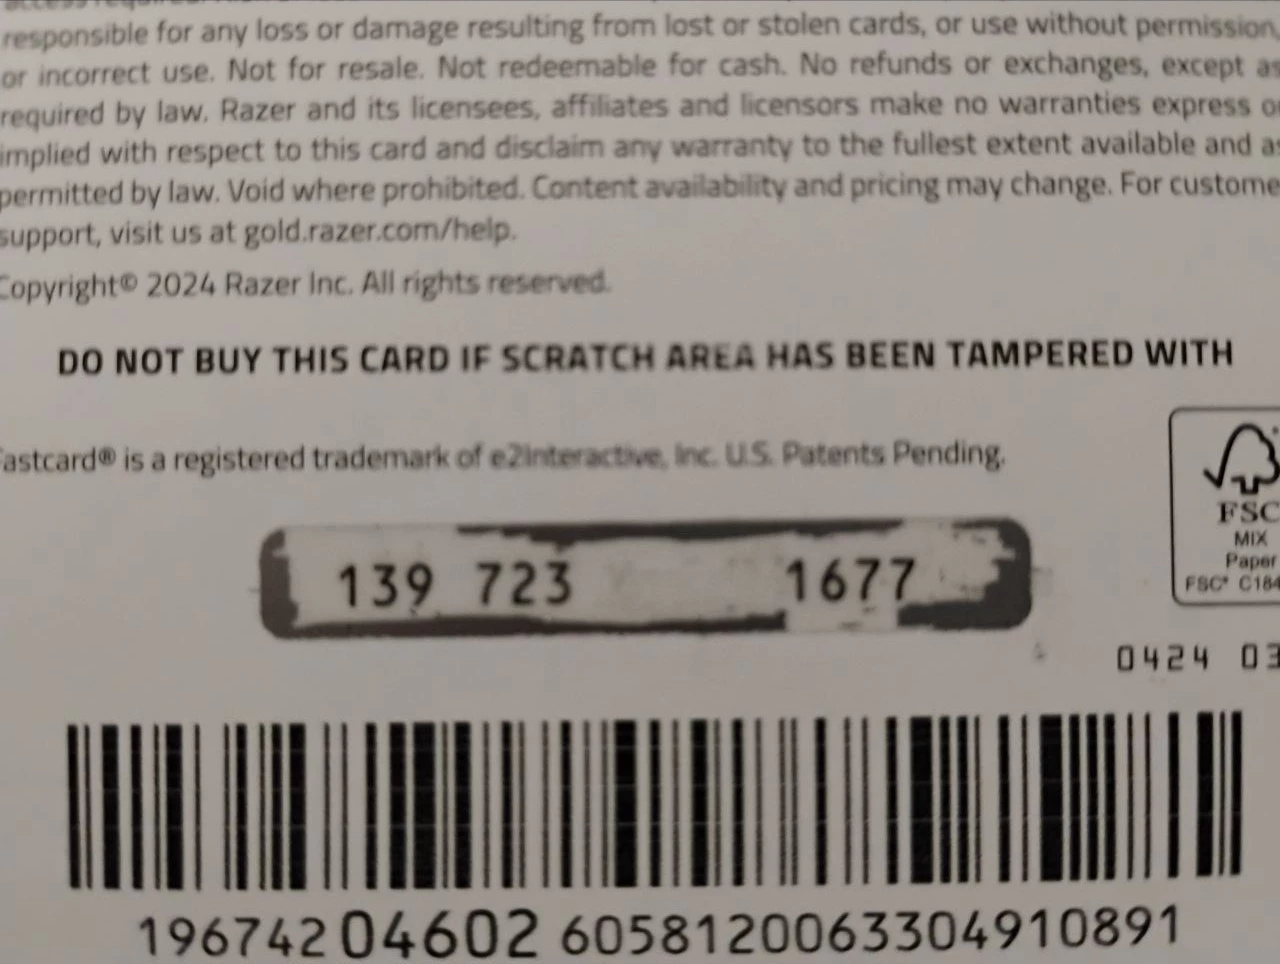 responsible for any loss or damage resulting from lost or stolen cards, or use without permission,
or incorrect use. Not for resale. Not redeemable for cash. No refunds or exchanges, except as
required by law. Razer and its licensees, affiliates and licensors make no warranties express or
implied with respect to this card and disclaim any warranty to the fullest extent available and as
permitted by law. Void where prohibited. Content availability and pricing may change. For custome
support, visit us at gold.razer.com/help.
Copyright© 2024 Razer Inc. All rights reserved.
DO NOT BUY THIS CARD IF SCRATCH AREA HAS BEEN TAMPERED WITH
astcard® is a registered trademark of e2interactive, Inc. U.S. Patents Pending.
139 723 1677
FSC
MIX
Paper
FSC® C184
0424 03
196742 04602 6058120063304910891